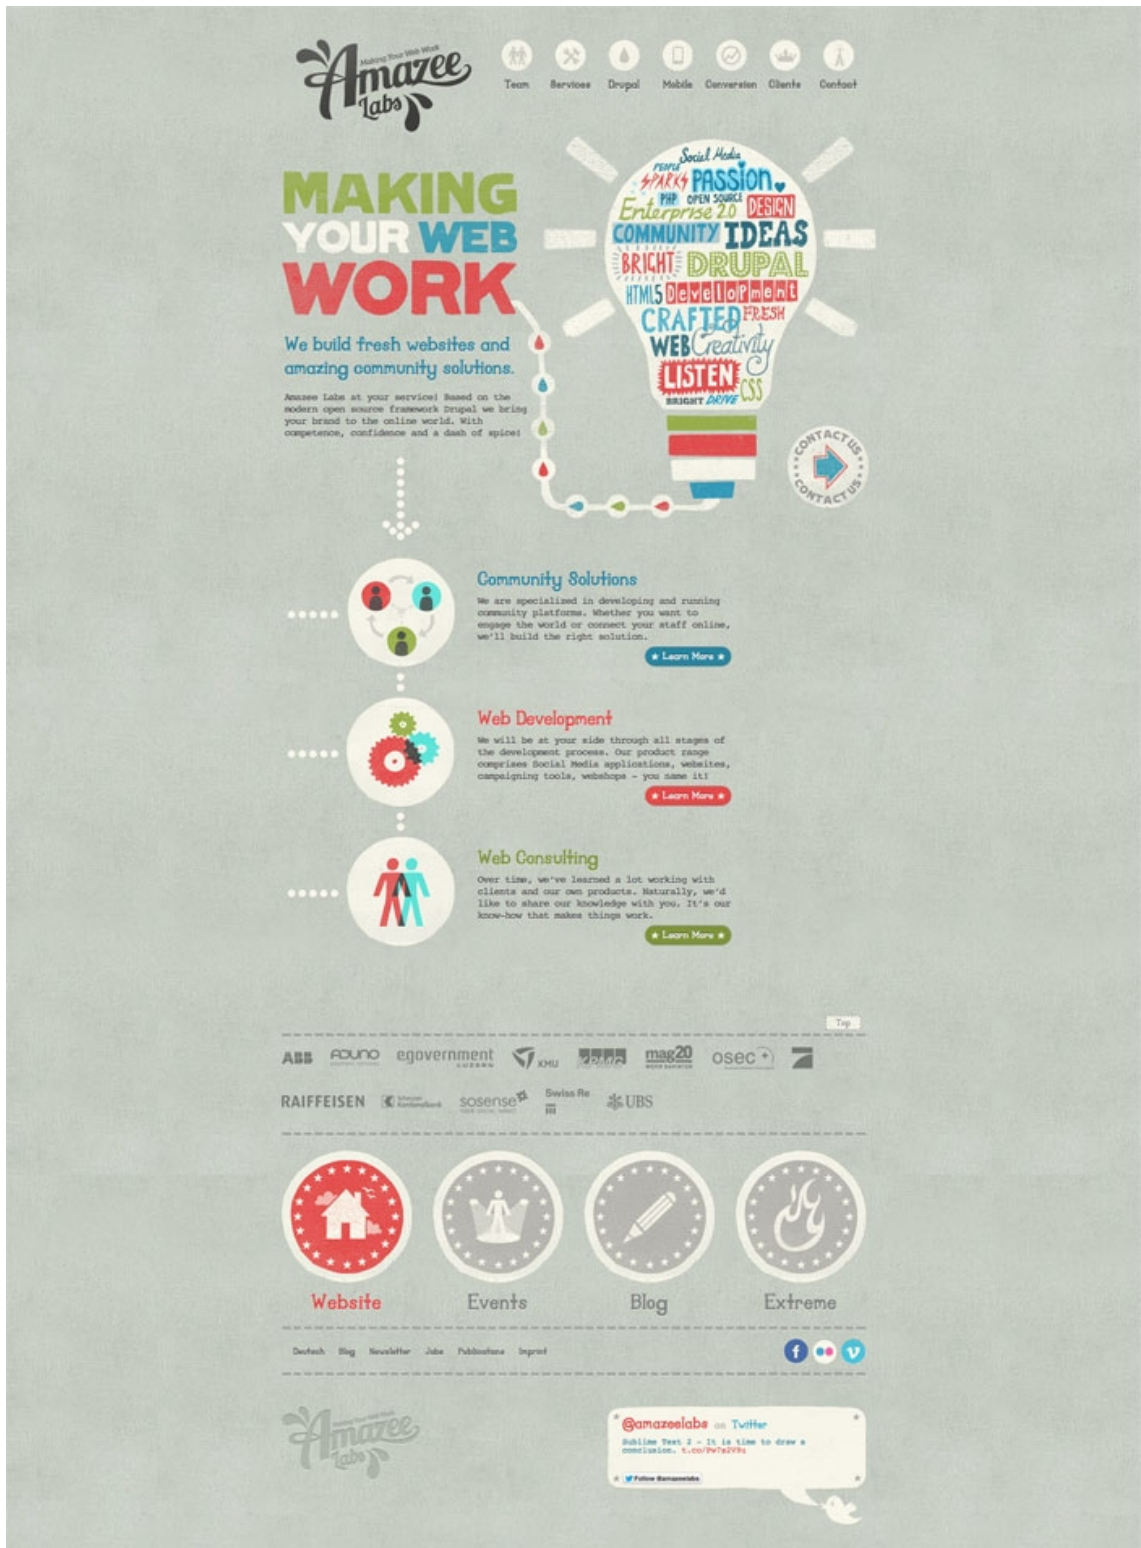 Making Your Web Work
Amazee
Labs
Team Services Drupal Mobile Conversion Clients Contact
MAKING
YOUR WEB
WORK
We build fresh websites and
amazing community solutions.
Amazee Labs at your service! Based on the
modern open source framework Drupal we bring
your brand to the online world. With
competence, confidence and a dash of spice!
Social Media
PEOPLE
SPARKS PASSION
PHP OPEN SOURCE
Enterprise 2.0 DESIGN
COMMUNITY IDEAS
BRIGHT DRUPAL
HTML5 Development
CRAFTED FRESH
WEB Creativity
LISTEN CSS
BRIGHT DRIVE
CONTACT US
CONTACT US
Community Solutions
We are specialized in developing and running
community platforms. Whether you want to
engage the world or connect your staff online,
we'll build the right solution.
★ Learn More ★
Web Development
We will be at your side through all stages of
the development process. Our product range
comprises Social Media applications, websites,
campaigning tools, webshops - you name it!
★ Learn More ★
Web Consulting
Over time, we've learned a lot working with
clients and our own products. Naturally, we'd
like to share our knowledge with you. It's our
know-how that makes things work.
★ Learn More ★
Top
ABB aduno egovernment KMU KPMG mag20 osec
LUZERN
RAIFFEISEN sosense Swiss Re UBS
Website Events Blog Extreme
Deutsch Blog Newsletter Jobs Publications Imprint
Amazee
Labs
@amazeelabs on Twitter
Sublime Text 2 - It is time to draw a
conclusion.
Follow @amazeelabs